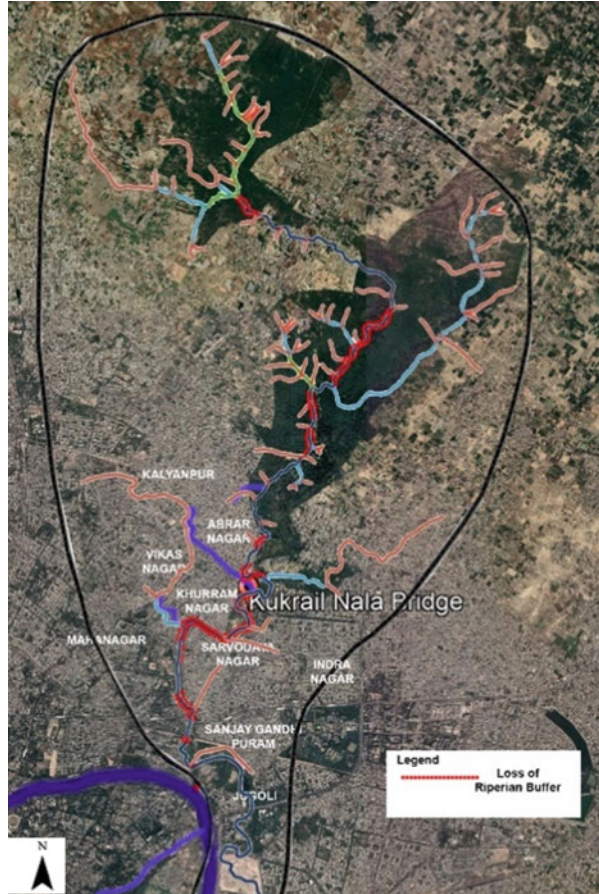 KALYANPUR
ABRAR
NAGAR
VIKAS
NAGAR
KHURRAM
NAGAR
Kukrail Nala Bridge
MAHANAGAR
SARVODAYA
NAGAR
INDRA
NAGAR
SANJAY GANDHI
PURAM
Legend
Loss of
Riperian Buffer
JUGOLI
N